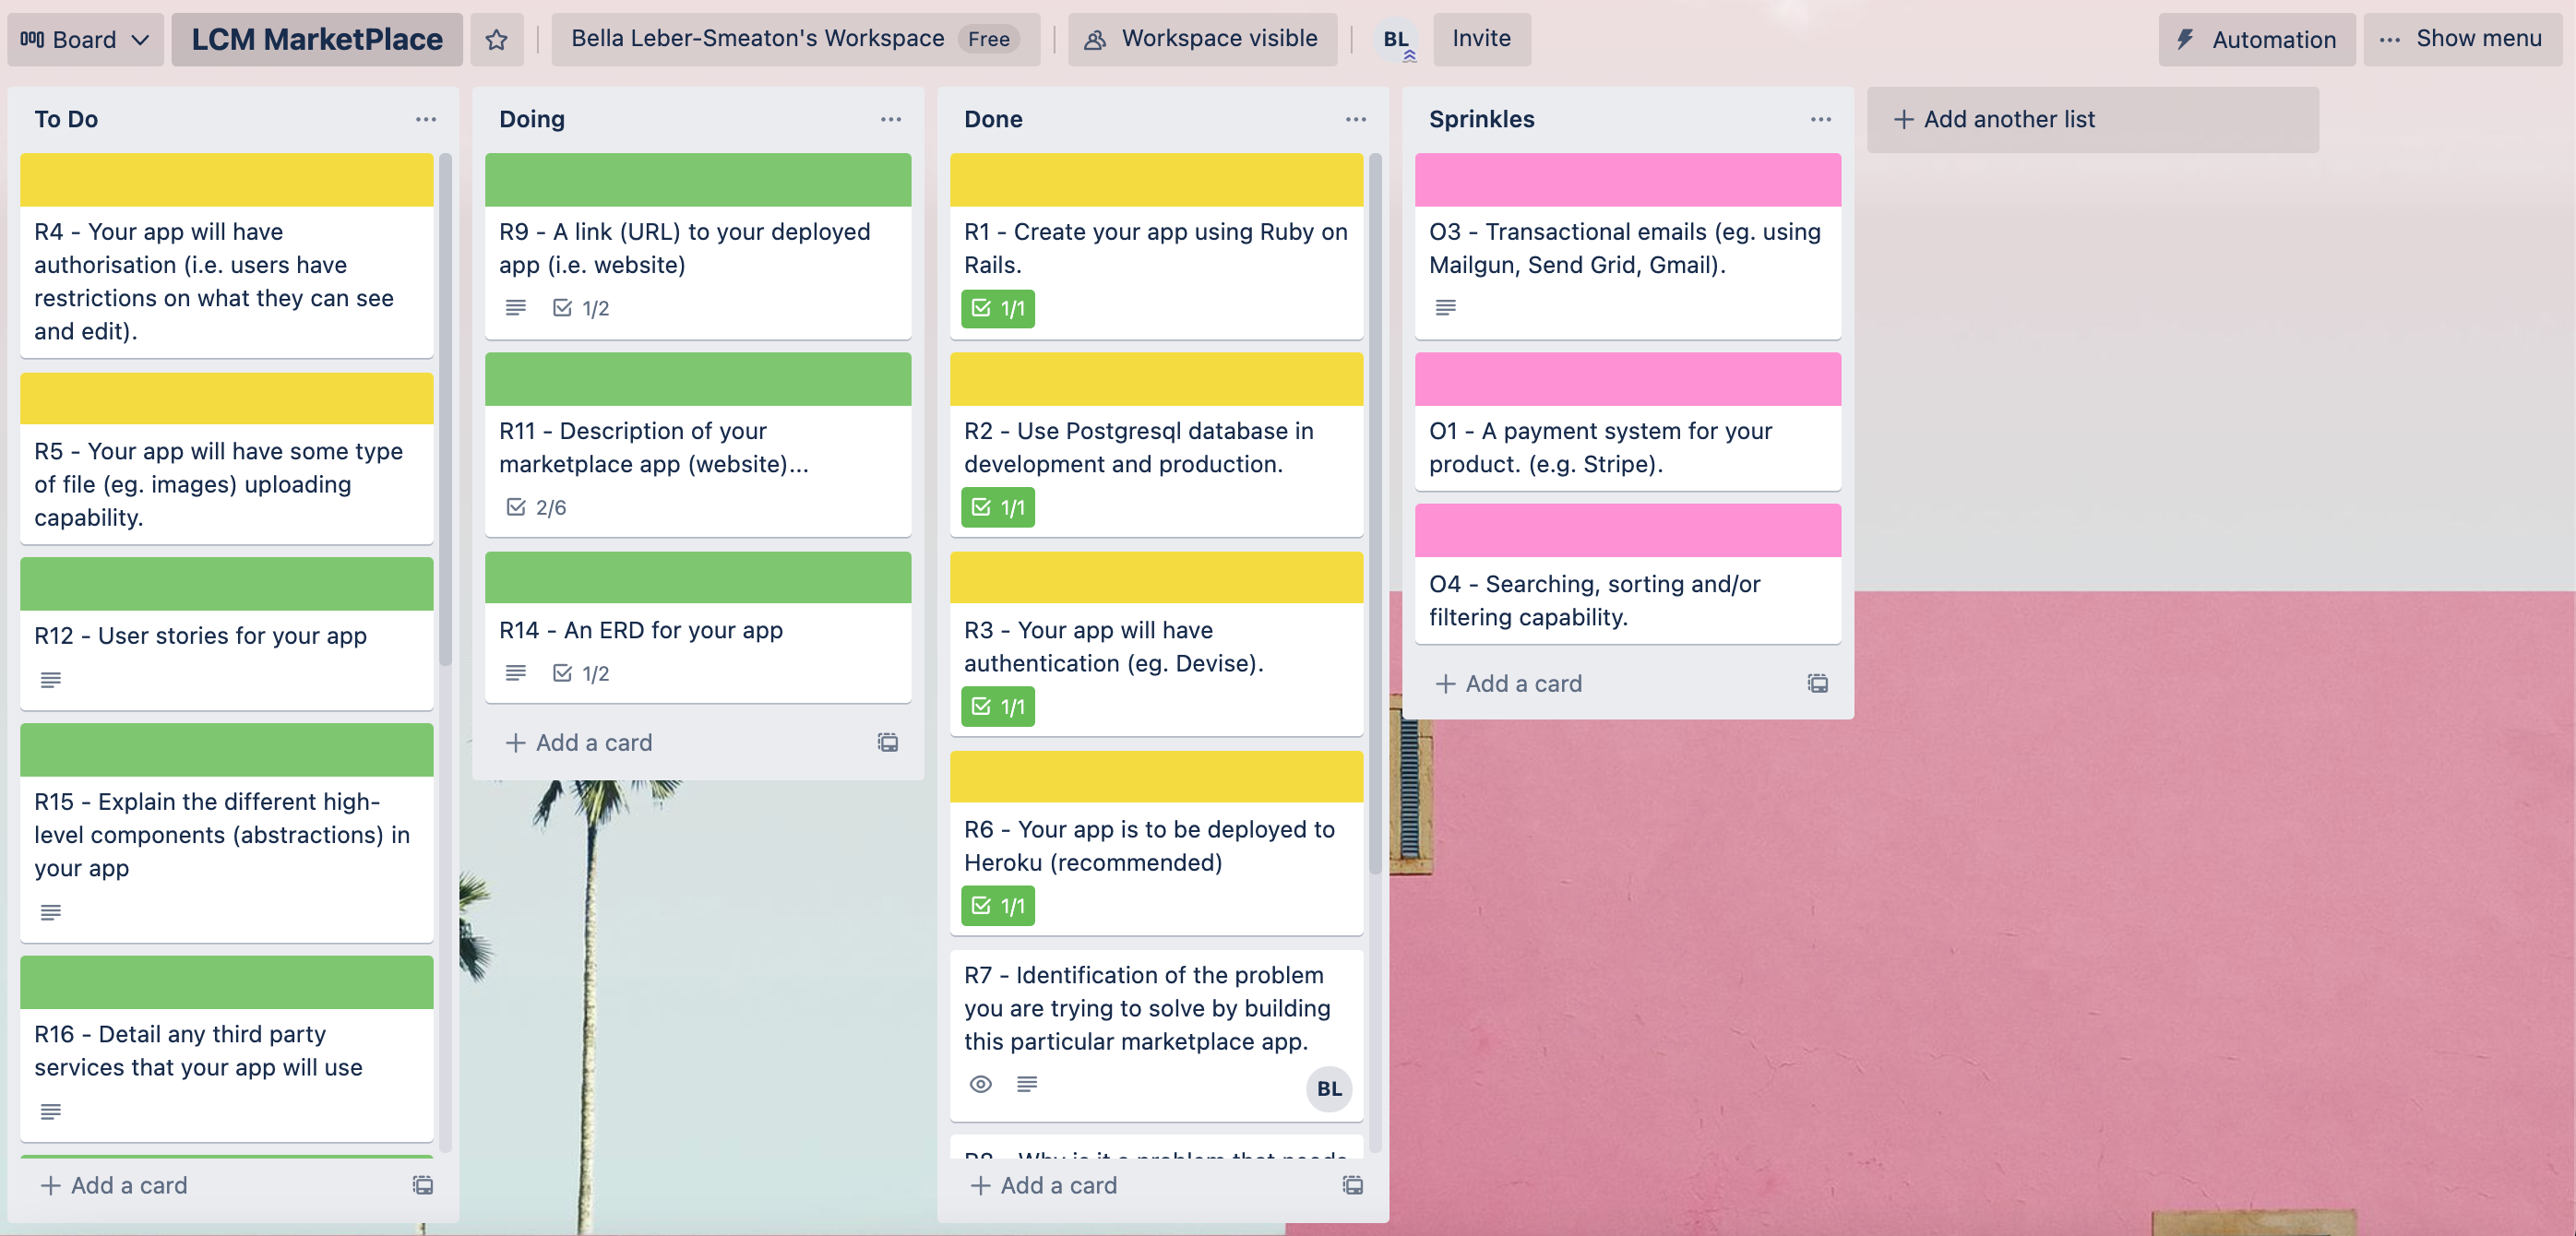 Board
LCM MarketPlace
Bella Leber-Smeaton's Workspace Free
Workspace visible
BL
Invite
Automation
Show menu
To Do
R4 - Your app will have
authorisation (i.e. users have
restrictions on what they can see
and edit).
R5 - Your app will have some type
of file (eg. images) uploading
capability.
R12 - User stories for your app
R15 - Explain the different high-
level components (abstractions) in
your app
R16 - Detail any third party
services that your app will use
+ Add a card
Doing
R9 - A link (URL) to your deployed
app (i.e. website)
1/2
R11 - Description of your
marketplace app (website)...
2/6
R14 - An ERD for your app
1/2
+ Add a card
Done
R1 - Create your app using Ruby on
Rails.
1/1
R2 - Use Postgresql database in
development and production.
1/1
R3 - Your app will have
authentication (eg. Devise).
1/1
R6 - Your app is to be deployed to
Heroku (recommended)
1/1
R7 - Identification of the problem
you are trying to solve by building
this particular marketplace app.
BL
R8 - Why is it a problem that needs
+ Add a card
Sprinkles
O3 - Transactional emails (eg. using
Mailgun, Send Grid, Gmail).
O1 - A payment system for your
product. (e.g. Stripe).
O4 - Searching, sorting and/or
filtering capability.
+ Add a card
+ Add another list